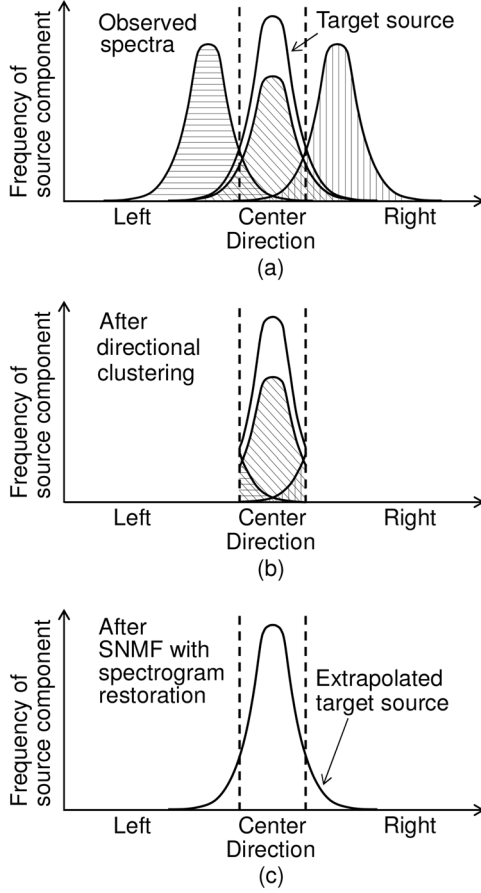 Frequency of
source component
Observed
spectra
Target source
Left
Center
Right
Direction
(a)
Frequency of
source component
After
directional
clustering
Left
Center
Right
Direction
(b)
Frequency of
source component
After
SNMF with
spectrogram
restoration
Extrapolated
target source
Left
Center
Right
Direction
(c)